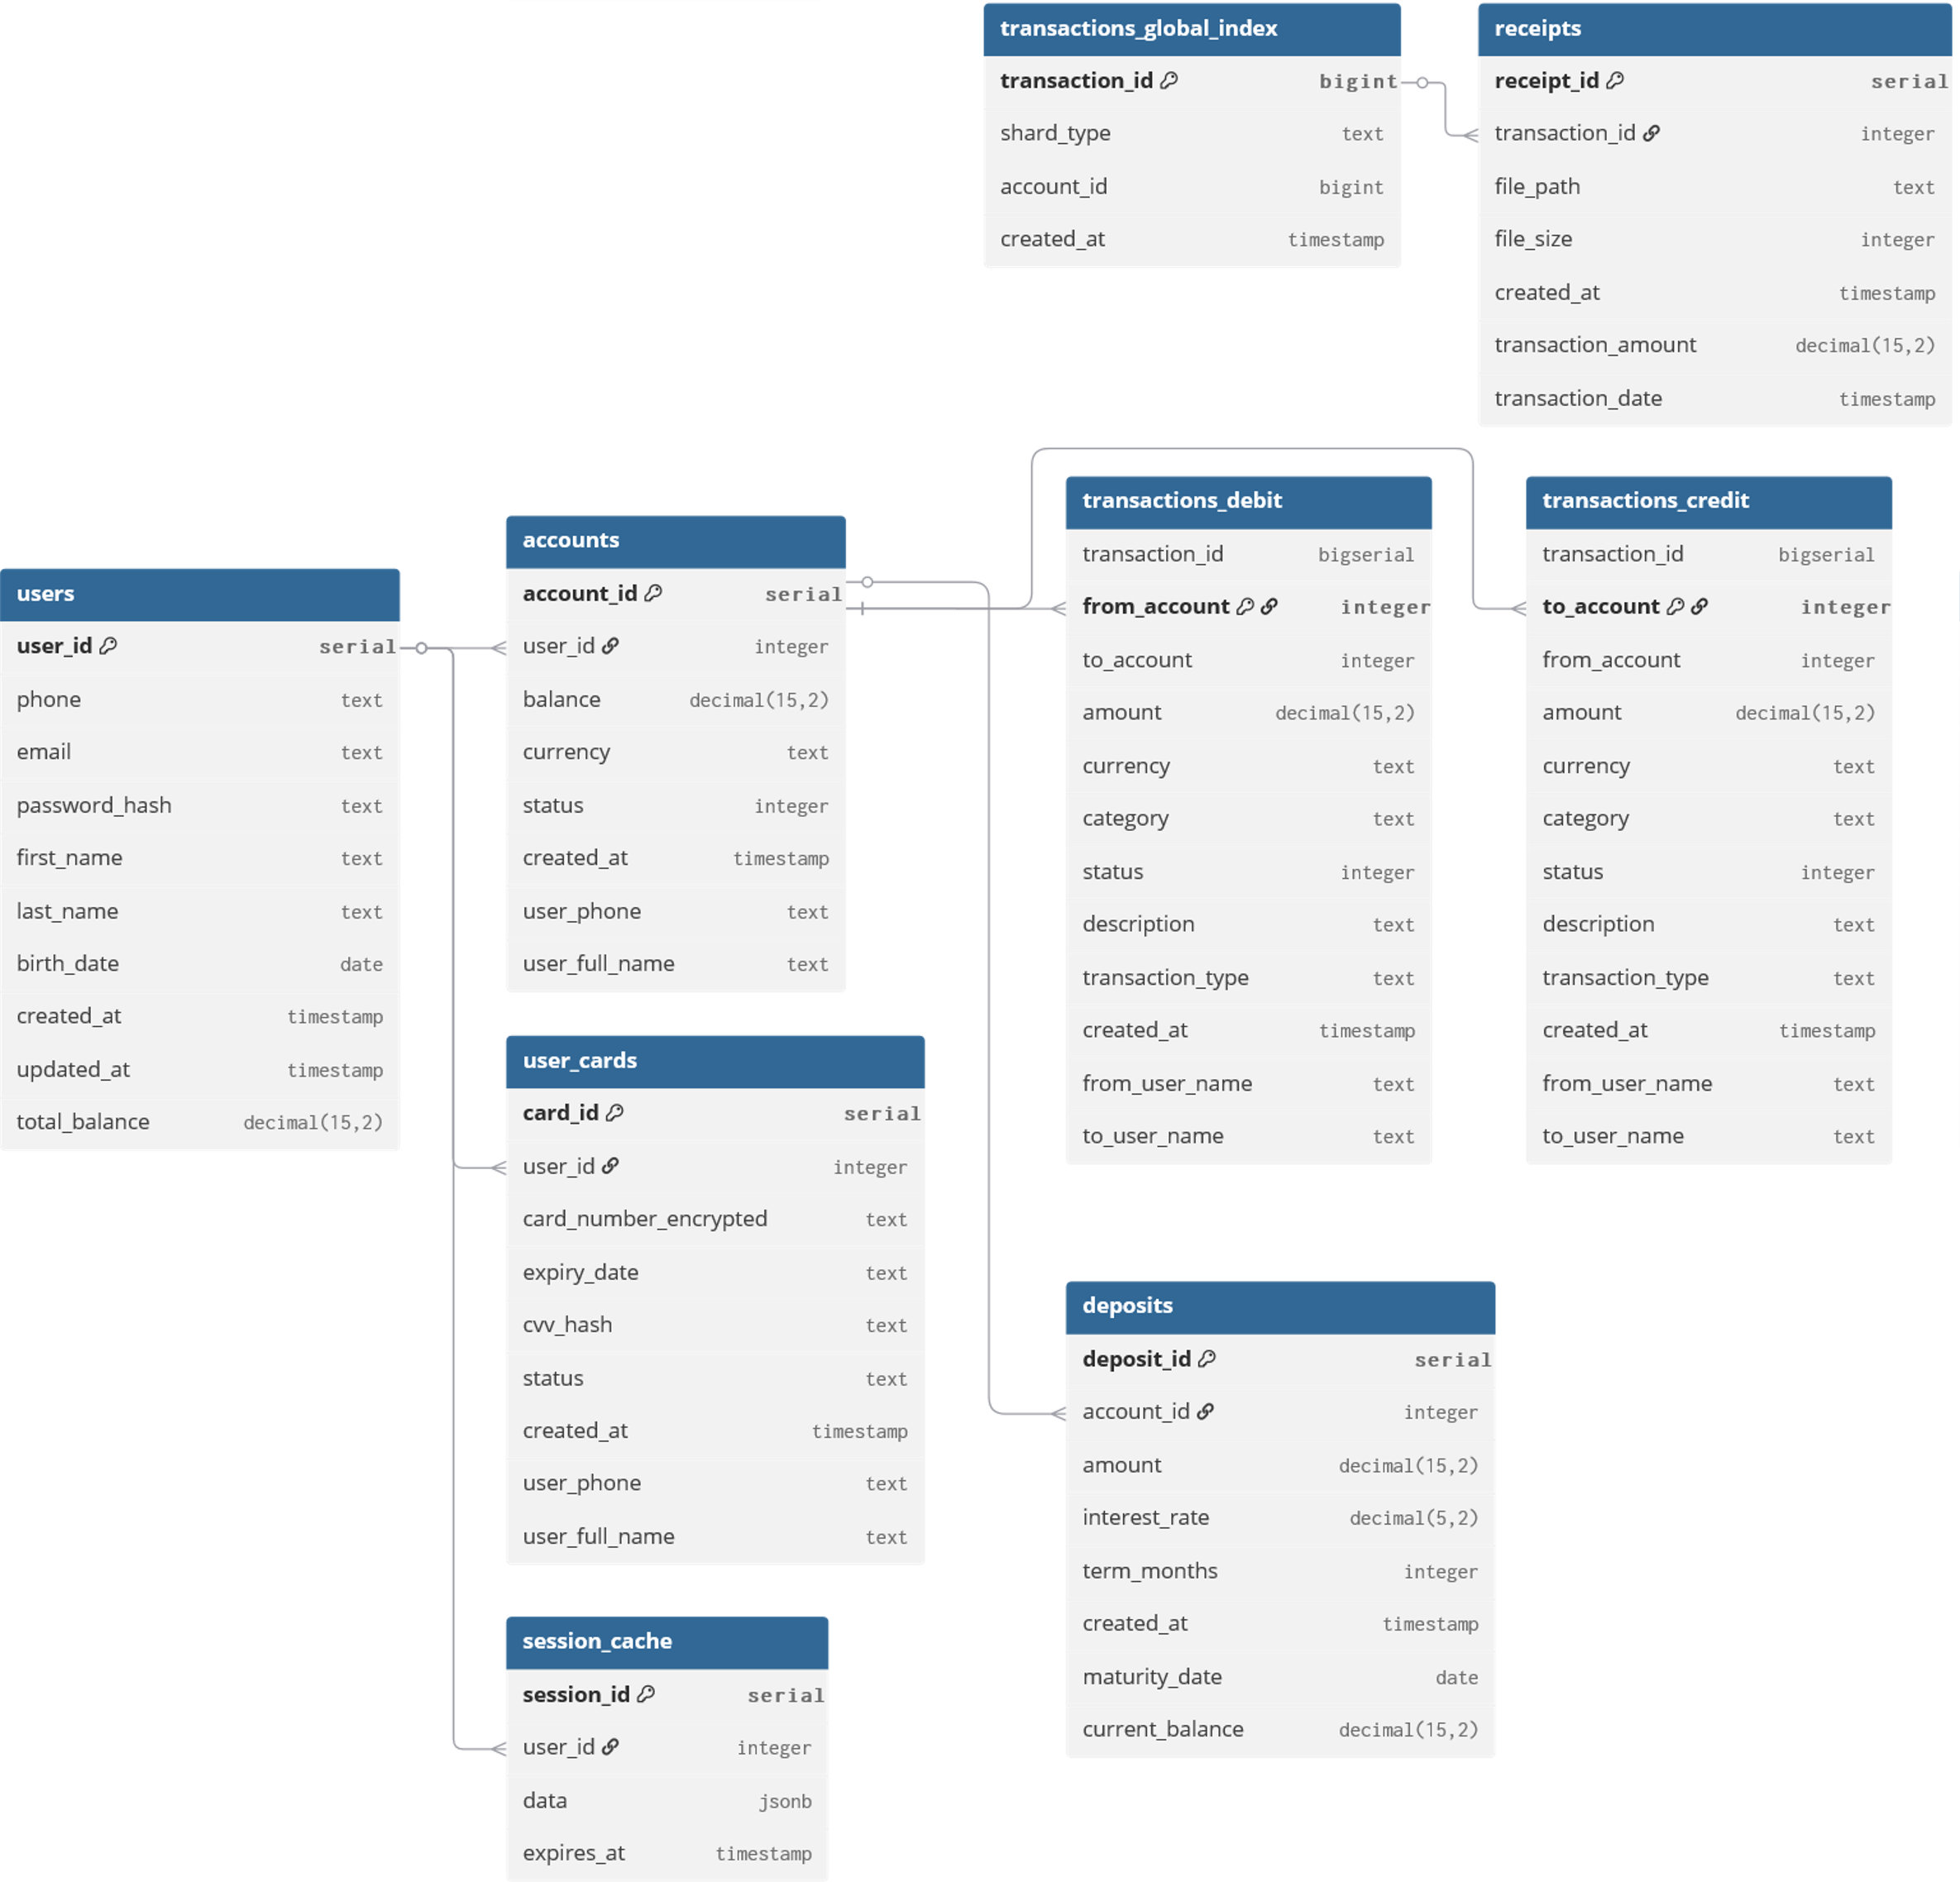 transactions_global_index
transaction_id bigint
shard_type text
account_id bigint
created_at timestamp
receipts
receipt_id serial
transaction_id integer
file_path text
file_size integer
created_at timestamp
transaction_amount decimal(15,2)
transaction_date timestamp
users
user_id serial
phone text
email text
password_hash text
first_name text
last_name text
birth_date date
created_at timestamp
updated_at timestamp
total_balance decimal(15,2)
accounts
account_id serial
user_id integer
balance decimal(15,2)
currency text
status integer
created_at timestamp
user_phone text
user_full_name text
transactions_debit
transaction_id bigserial
from_account integer
to_account integer
amount decimal(15,2)
currency text
category text
status integer
description text
transaction_type text
created_at timestamp
from_user_name text
to_user_name text
transactions_credit
transaction_id bigserial
to_account integer
from_account integer
amount decimal(15,2)
currency text
category text
status integer
description text
transaction_type text
created_at timestamp
from_user_name text
to_user_name text
user_cards
card_id serial
user_id integer
card_number_encrypted text
expiry_date text
cvv_hash text
status text
created_at timestamp
user_phone text
user_full_name text
deposits
deposit_id serial
account_id integer
amount decimal(15,2)
interest_rate decimal(5,2)
term_months integer
created_at timestamp
maturity_date date
current_balance decimal(15,2)
session_cache
session_id serial
user_id integer
data jsonb
expires_at timestamp